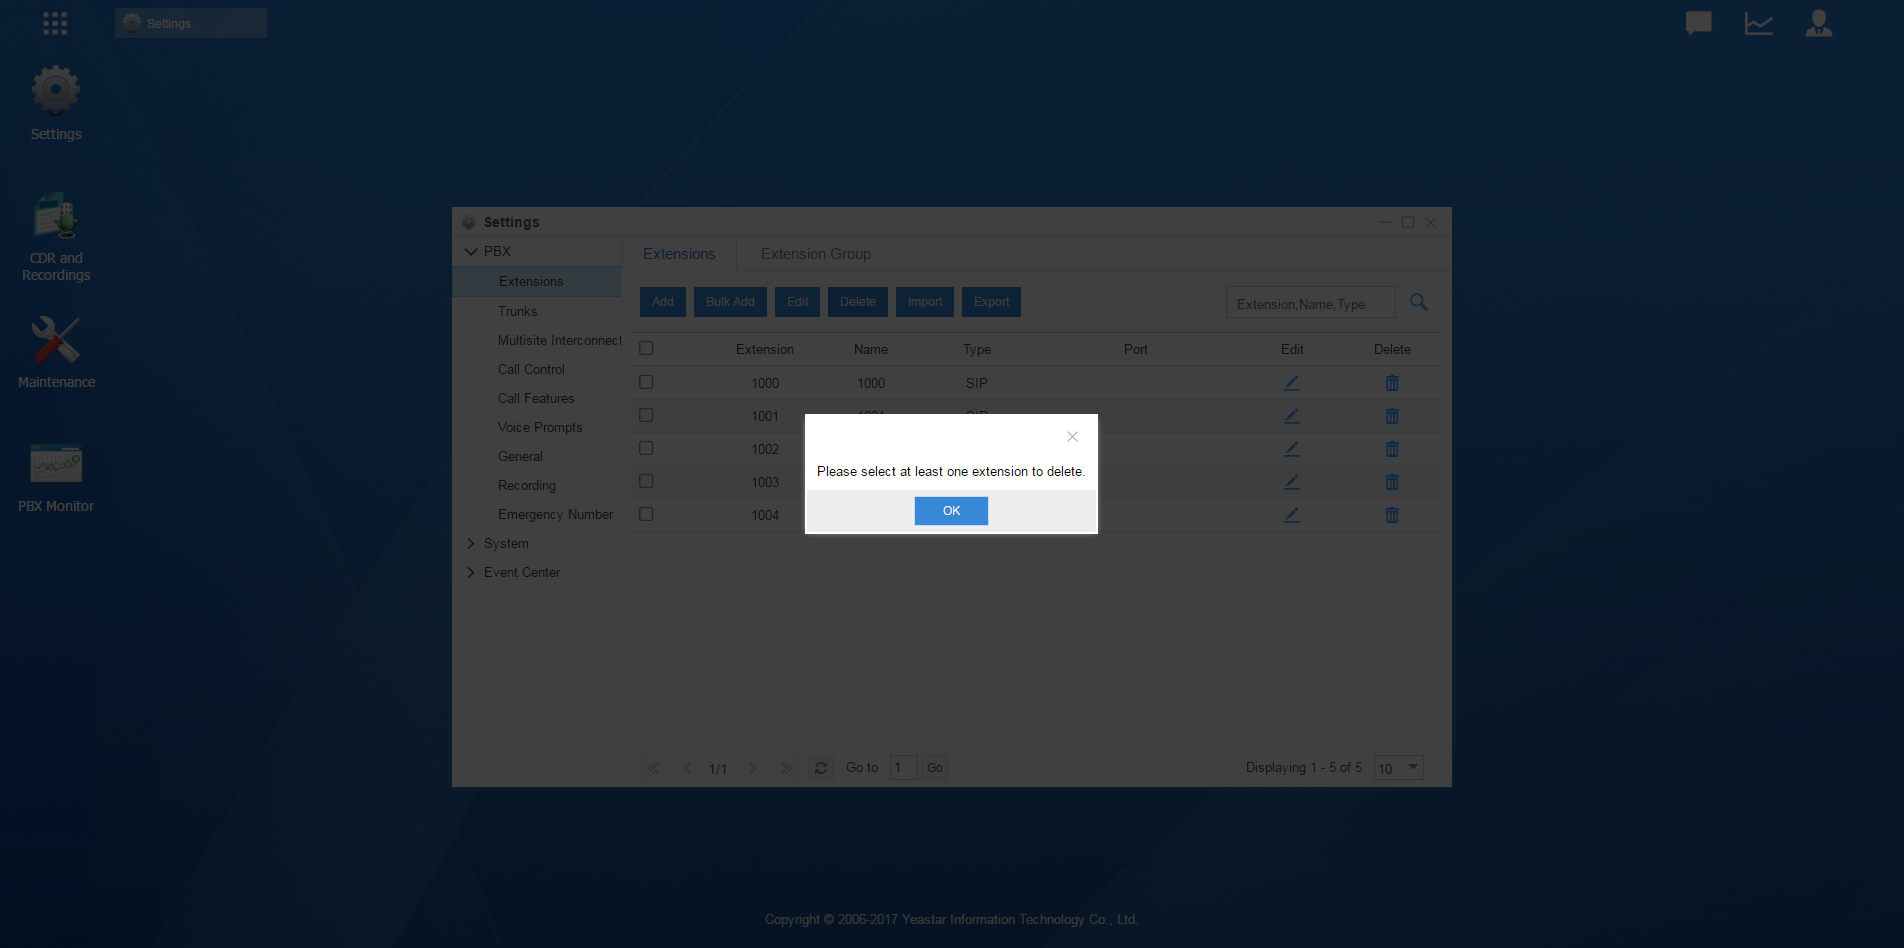 Settings
Settings
CDR and
Recordings
Maintenance
PBX Monitor
Settings
PBX
Extensions
Trunks
Multisite Interconnect
Call Control
Call Features
Voice Prompts
General
Recording
Emergency Number
System
Event Center
Extensions Extension Group
Add Bulk Add Edit Delete Import Export Extension,Name,Type
Extension Name Type Port Edit Delete
1000 1000 SIP
1001
1002
1003
1004
Please select at least one extension to delete.
OK
1/1 Go to 1 Go Displaying 1 - 5 of 5 10
Copyright © 2006-2017 Yeastar Information Technology Co., Ltd.